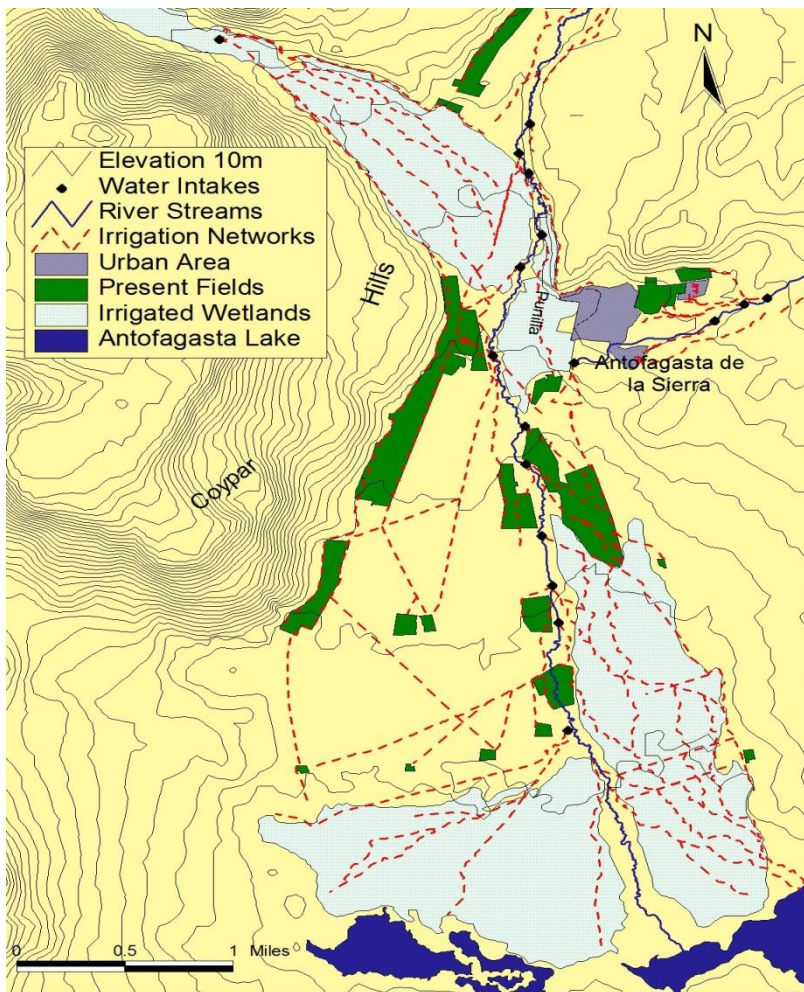 N
Elevation 10m
Water Intakes
River Streams
Irrigation Networks
Urban Area
Present Fields
Irrigated Wetlands
Antofagasta Lake
Hills
Punilla
Antofagasta de
la Sierra
Coypar
0 0.5 1 Miles